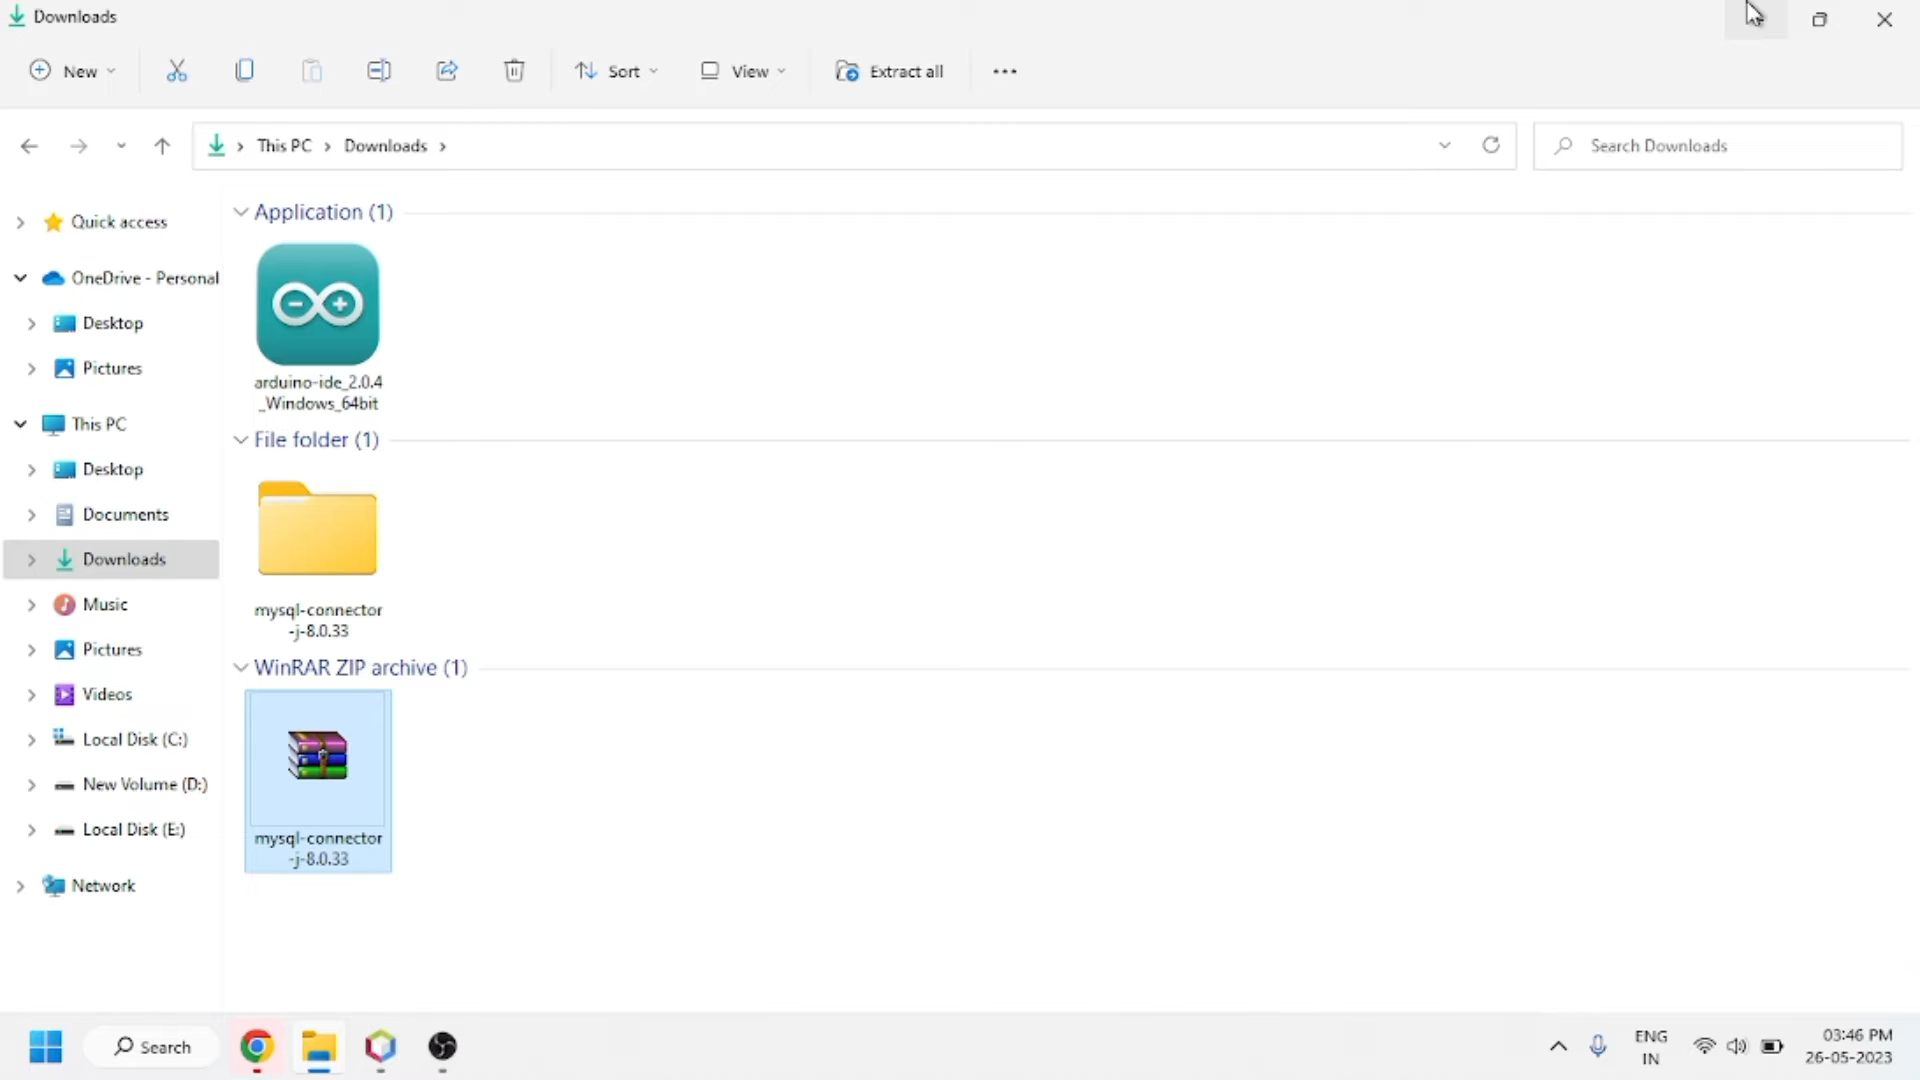 Downloads
New
Sort
View
Extract all
This PC > Downloads >
Search Downloads
Quick access
OneDrive - Personal
Desktop
Pictures
This PC
Desktop
Documents
Downloads
Music
Pictures
Videos
Local Disk (C:)
New Volume (D:)
Local Disk (E:)
Network
Application (1)
arduino-ide_2.0.4
_Windows_64bit
File folder (1)
mysql-connector
-j-8.0.33
WinRAR ZIP archive (1)
mysql-connector
-j-8.0.33
Search
ENG
IN
03:46 PM
26-05-2023